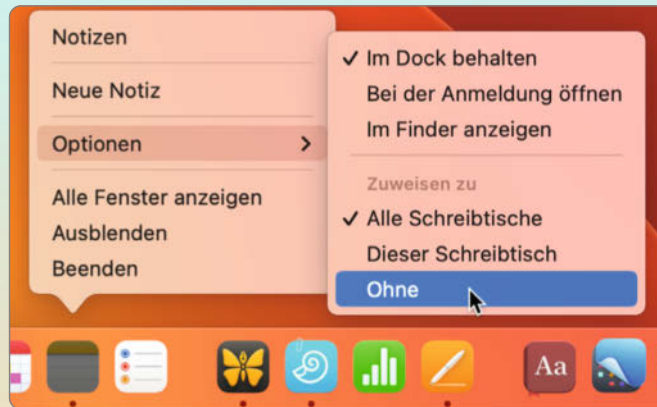 Notizen
Neue Notiz
Optionen
Alle Fenster anzeigen
Ausblenden
Beenden
Im Dock behalten
Bei der Anmeldung öffnen
Im Finder anzeigen
Zuweisen zu
Alle Schreibtische
Dieser Schreibtisch
Ohne
Aa